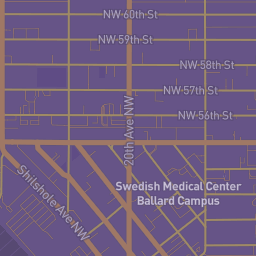 NW 60th St
NW 59th St
NW 58th St
NW 57th St
NW 56th St
20th Ave NW
Shilshole Ave NW
Swedish Medical Center
Ballard Campus